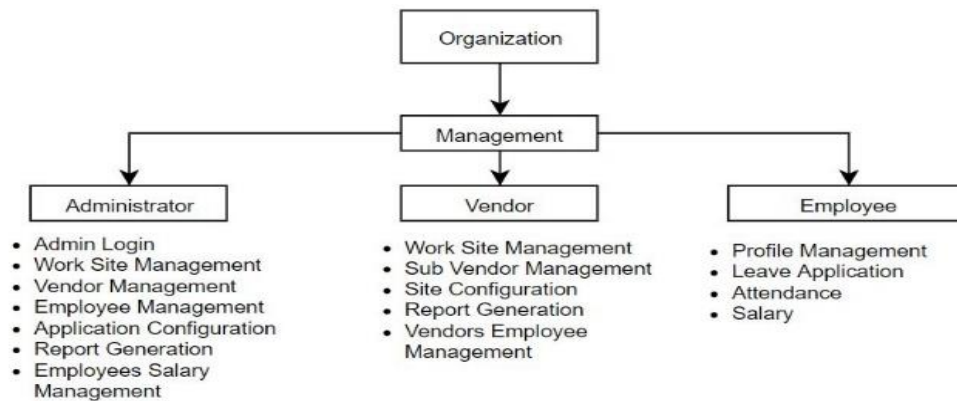 Organization
Management
Administrator
Vendor
Employee
• Admin Login
• Work Site Management
• Vendor Management
• Employee Management
• Application Configuration
• Report Generation
• Employees Salary
Management
• Work Site Management
• Sub Vendor Management
• Site Configuration
• Report Generation
• Vendors Employee
Management
• Profile Management
• Leave Application
• Attendance
• Salary